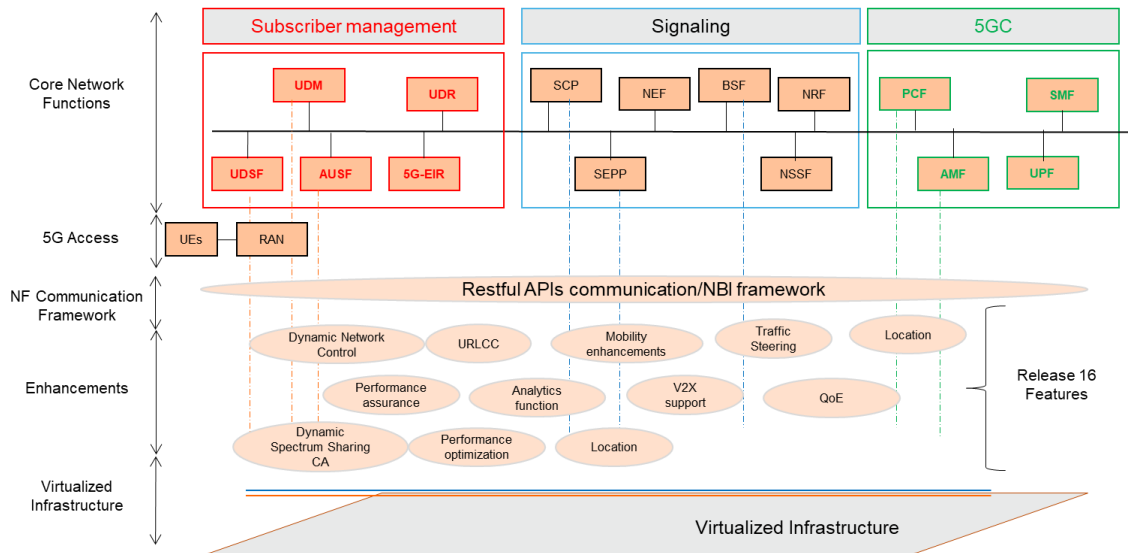 Subscriber management
Signaling
5GC
Core Network
Functions
UDM
UDR
SCP
NEF
BSF
NRF
PCF
SMF
UDSF
AUSF
5G-EIR
SEPP
NSSF
AMF
UPF
5G Access
UEs
RAN
NF Communication
Framework
Restful APIs communication/NBI framework
Enhancements
Dynamic Network
Control
URLCC
Mobility
enhancements
Traffic
Steering
Location
Performance
assurance
Analytics
function
V2X
support
QoE
Release 16
Features
Dynamic
Spectrum Sharing
CA
Performance
optimization
Location
Virtualized
Infrastructure
Virtualized Infrastructure